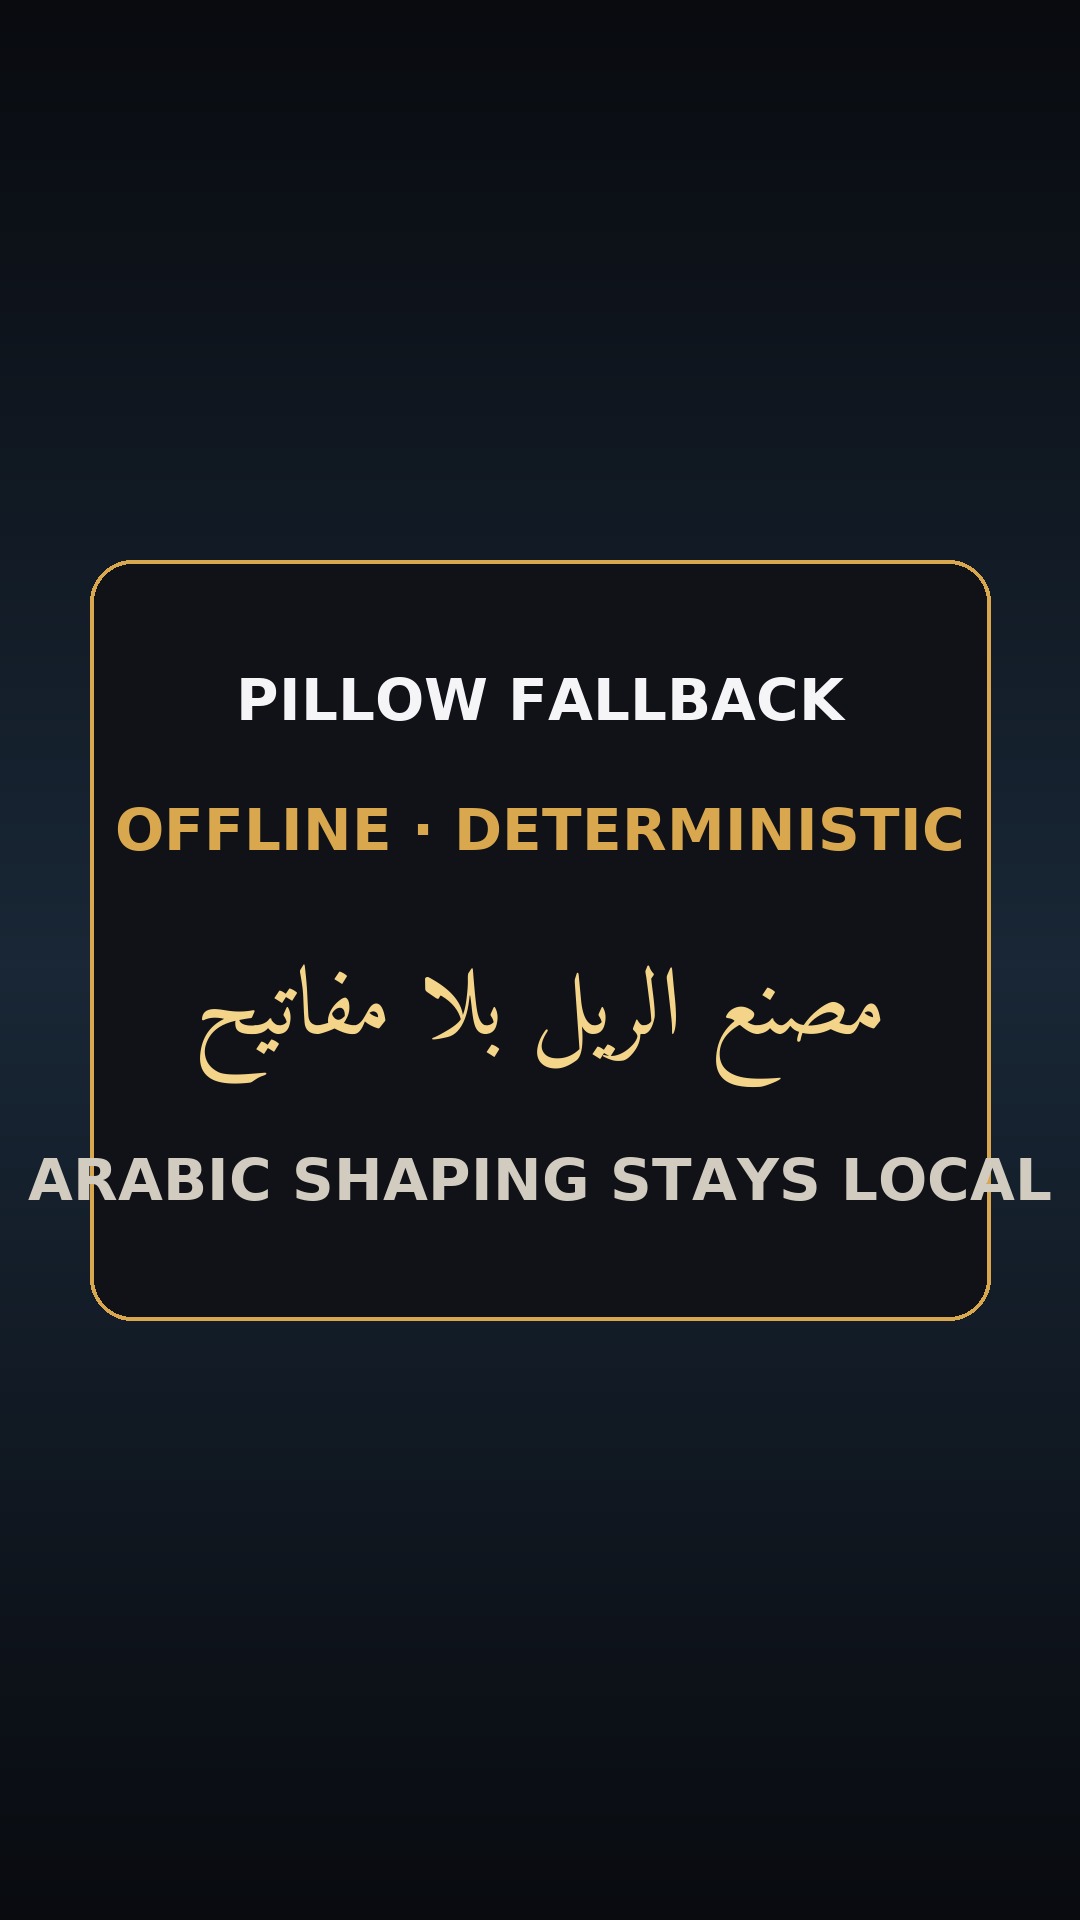 PILLOW FALLBACK
OFFLINE · DETERMINISTIC
مصنع الريل بلا مفاتيح
ARABIC SHAPING STAYS LOCAL